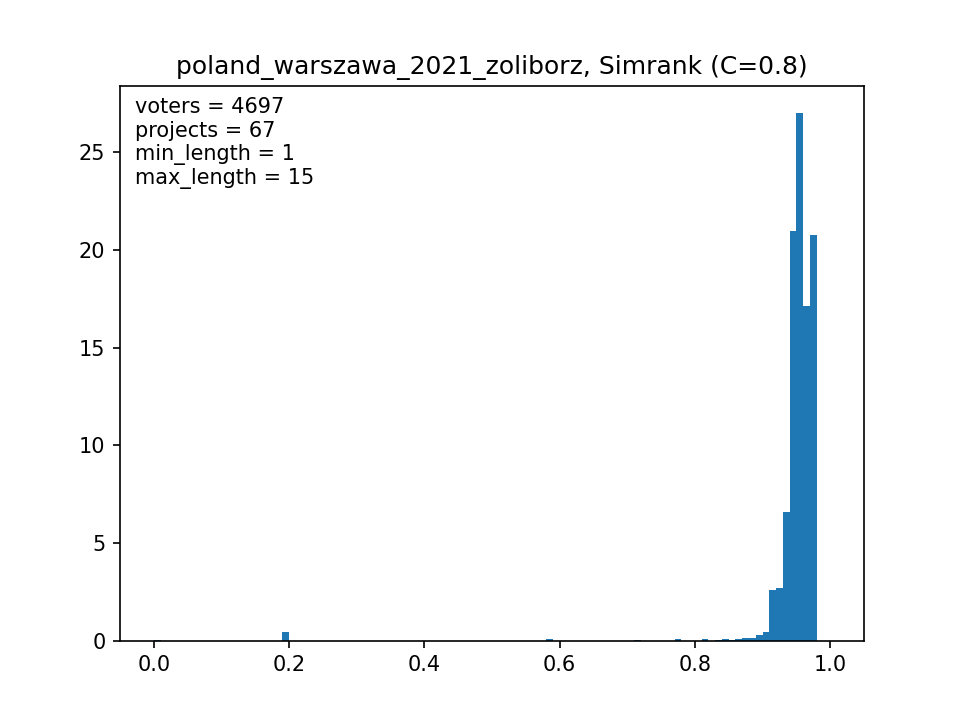 poland_warszawa_2021_zoliborz, Simrank (C=0.8)
voters = 4697
projects = 67
min_length = 1
max_length = 15
25
20
15
10
5
0
0.0 0.2 0.4 0.6 0.8 1.0